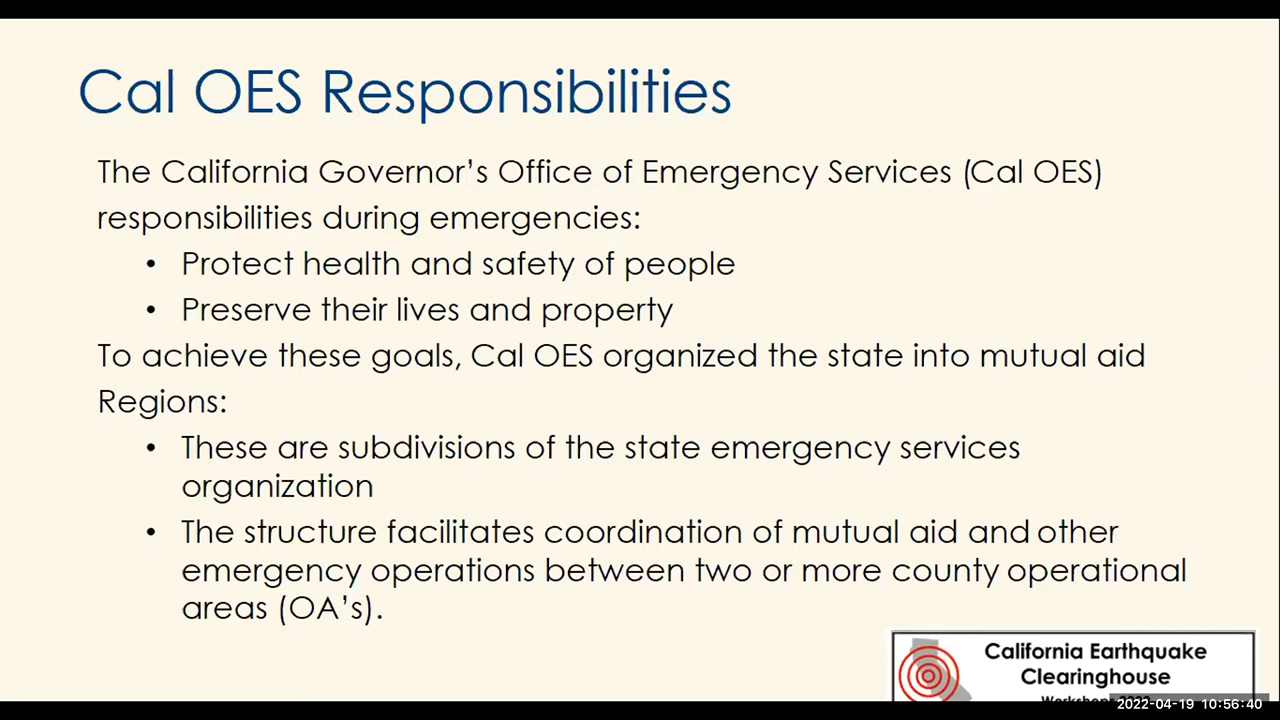 Cal OES Responsibilities
The California Governor's Office of Emergency Services (Cal OES)
responsibilities during emergencies:
• Protect health and safety of people
• Preserve their lives and property
To achieve these goals, Cal OES organized the state into mutual aid
Regions:
• These are subdivisions of the state emergency services
organization
• The structure facilitates coordination of mutual aid and other
emergency operations between two or more county operational
areas (OA's).
California Earthquake
Clearinghouse
2022-04-19 10:56:40